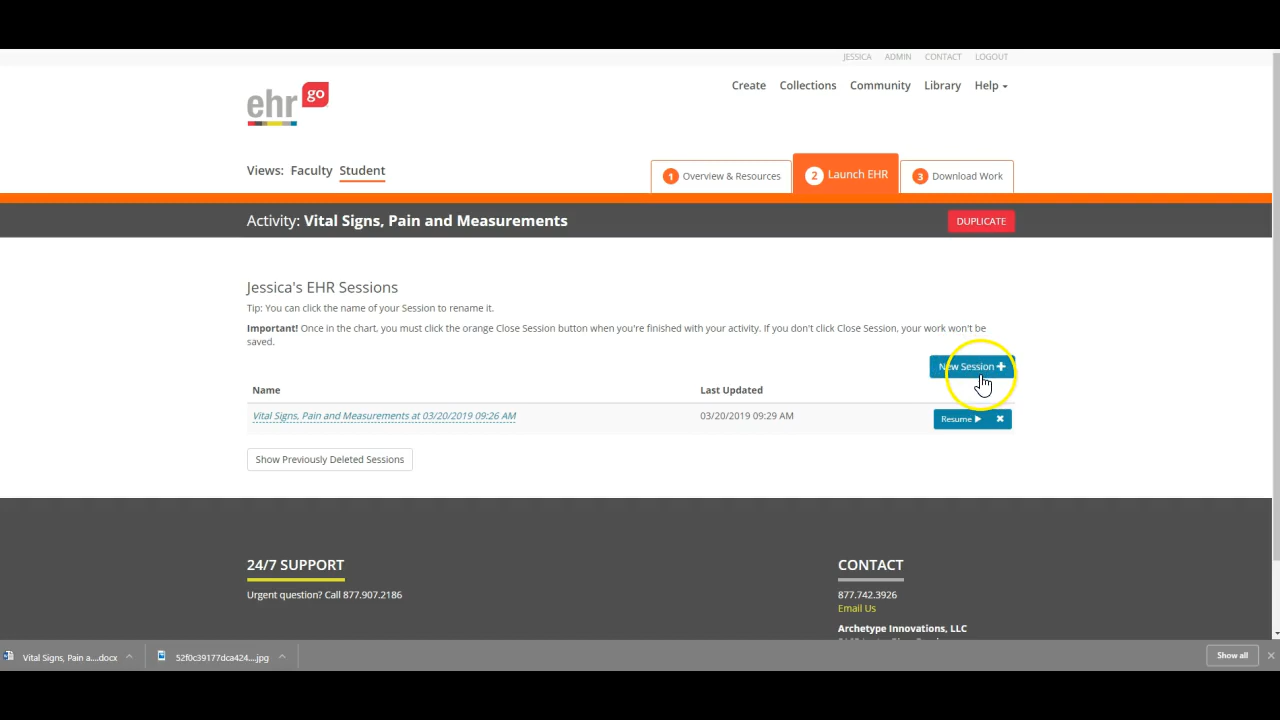 JESSICA ADMIN CONTACT LOGOUT
ehr go
Create Collections Community Library Help
Views: Faculty Student
1 Overview & Resources
2 Launch EHR
3 Download Work
Activity: Vital Signs, Pain and Measurements
DUPLICATE
Jessica's EHR Sessions
Tip: You can click the name of your Session to rename it.
Important! Once in the chart, you must click the orange Close Session button when you're finished with your activity. If you don't click Close Session, your work won't be
saved.
New Session
Name Last Updated
Vital Signs, Pain and Measurements at 03/20/2019 09:26 AM 03/20/2019 09:29 AM Resume
Show Previously Deleted Sessions
24/7 SUPPORT
Urgent question? Call 877.907.2186
CONTACT
877.742.3926
Email Us
Archetype Innovations, LLC
Vital Signs, Pain a....docx
52f0c39177dca424....jpg
Show all